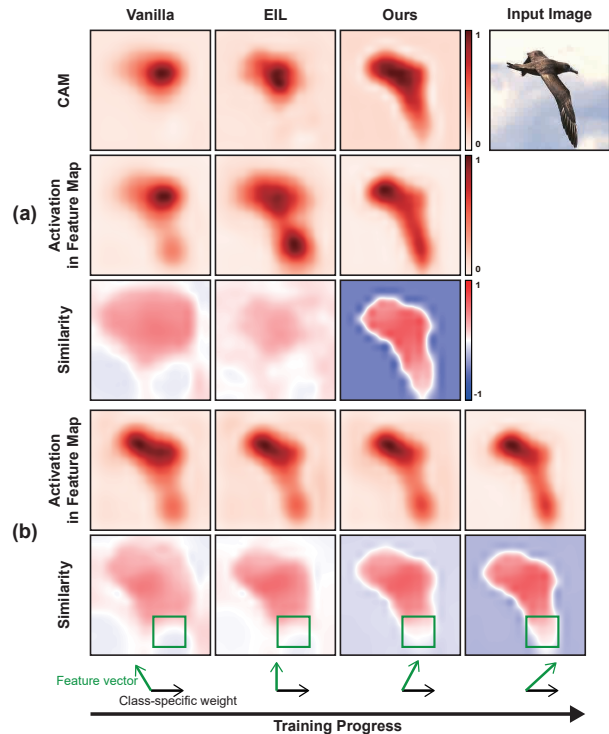 Vanilla EIL Ours Input Image
CAM
1
0
(a)
Activation
in Feature Map
1
0
Similarity
1
-1
(b)
Activation
in Feature Map
Similarity
Feature vector
Class-specific weight
Training Progress